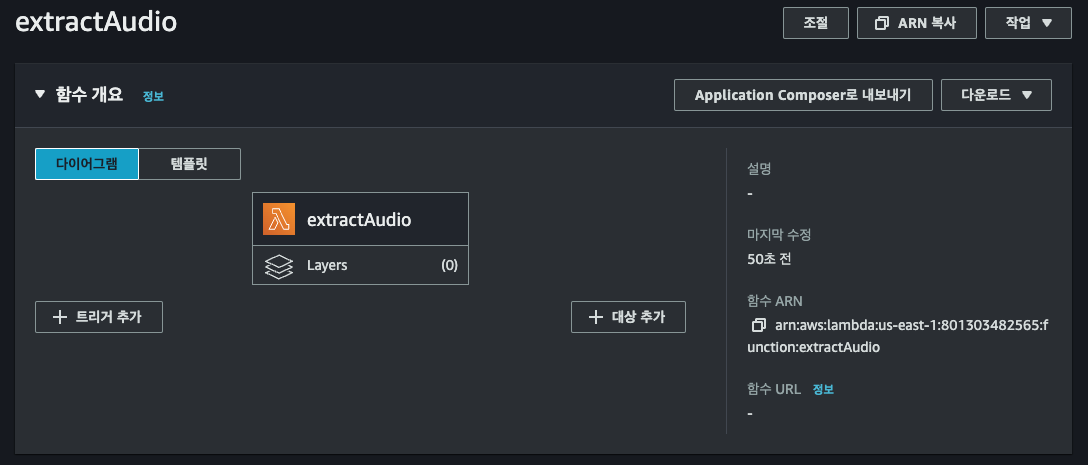 extractAudio
조절
ARN 복사
작업
함수 개요
정보
Application Composer로 내보내기
다운로드
다이어그램
템플릿
extractAudio
Layers
(0)
트리거 추가
대상 추가
설명
-
마지막 수정
50초 전
함수 ARN
arn:aws:lambda:us-east-1:801303482565:f
unction:extractAudio
함수 URL 정보
-